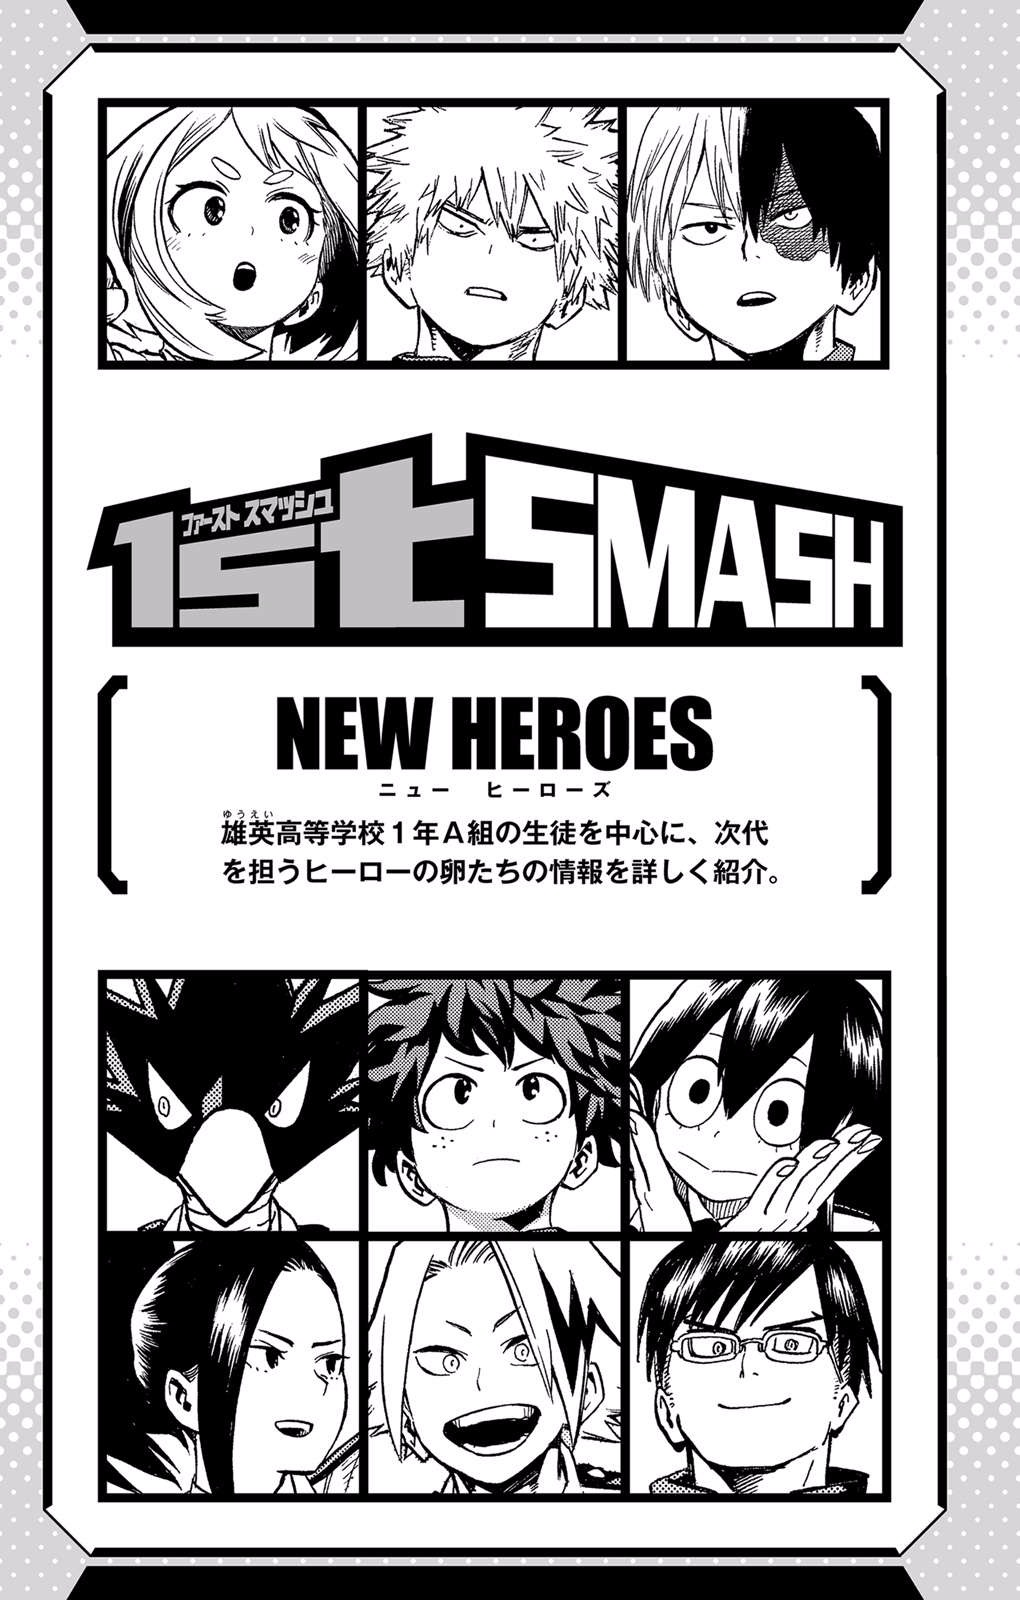 ファースト スマッシュ
1st SMASH
NEW HEROES
ニュー ヒーローズ
ゆうえい
雄英高等学校1年A組の生徒を中心に、次代
を担うヒーローの卵たちの情報を詳しく紹介。